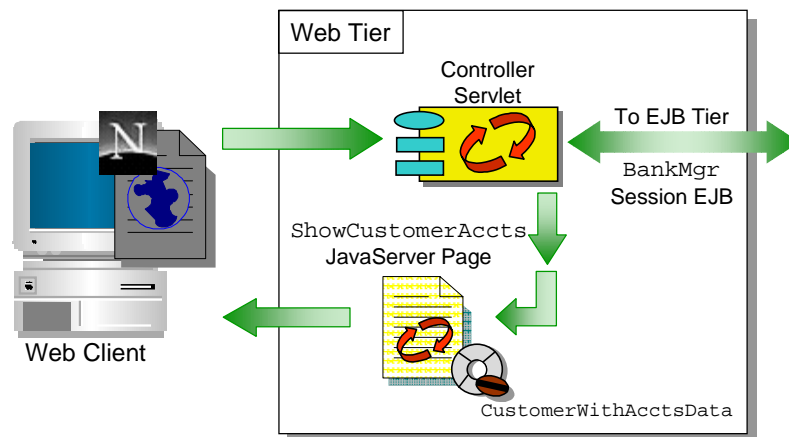 Web Tier
Controller
Servlet
N
To EJB Tier
BankMgr
Session EJB
ShowCustomerAccts
JavaServer Page
Web Client
CustomerWithAcctsData